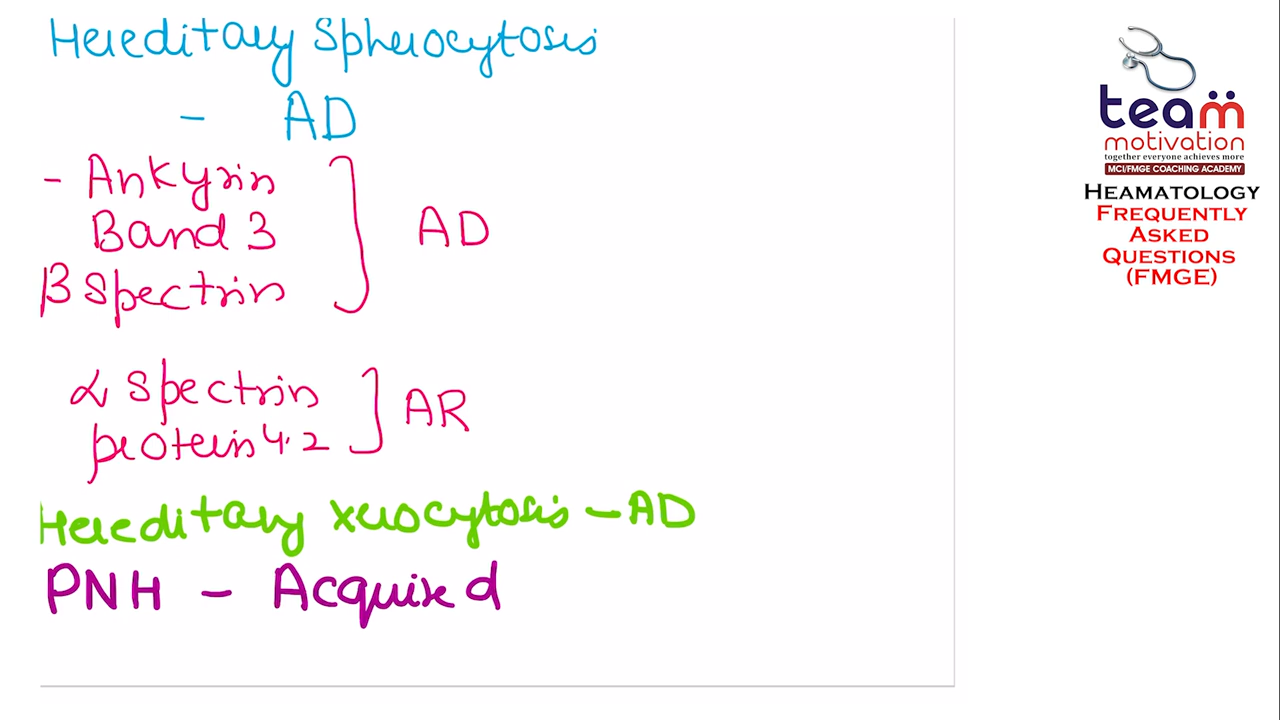 Hereditary Spherocytosis
- AD
- Ankyrin
Band 3
β Spectrin
AD
α Spectrin
protein 4.2
AR
Hereditary xerocytosis - AD
PNH - Acquired
team
motivation
together everyone achieves more
MCI/FMGE COACHING ACADEMY
HEAMATOLOGY
FREQUENTLY
ASKED
QUESTIONS
(FMGE)